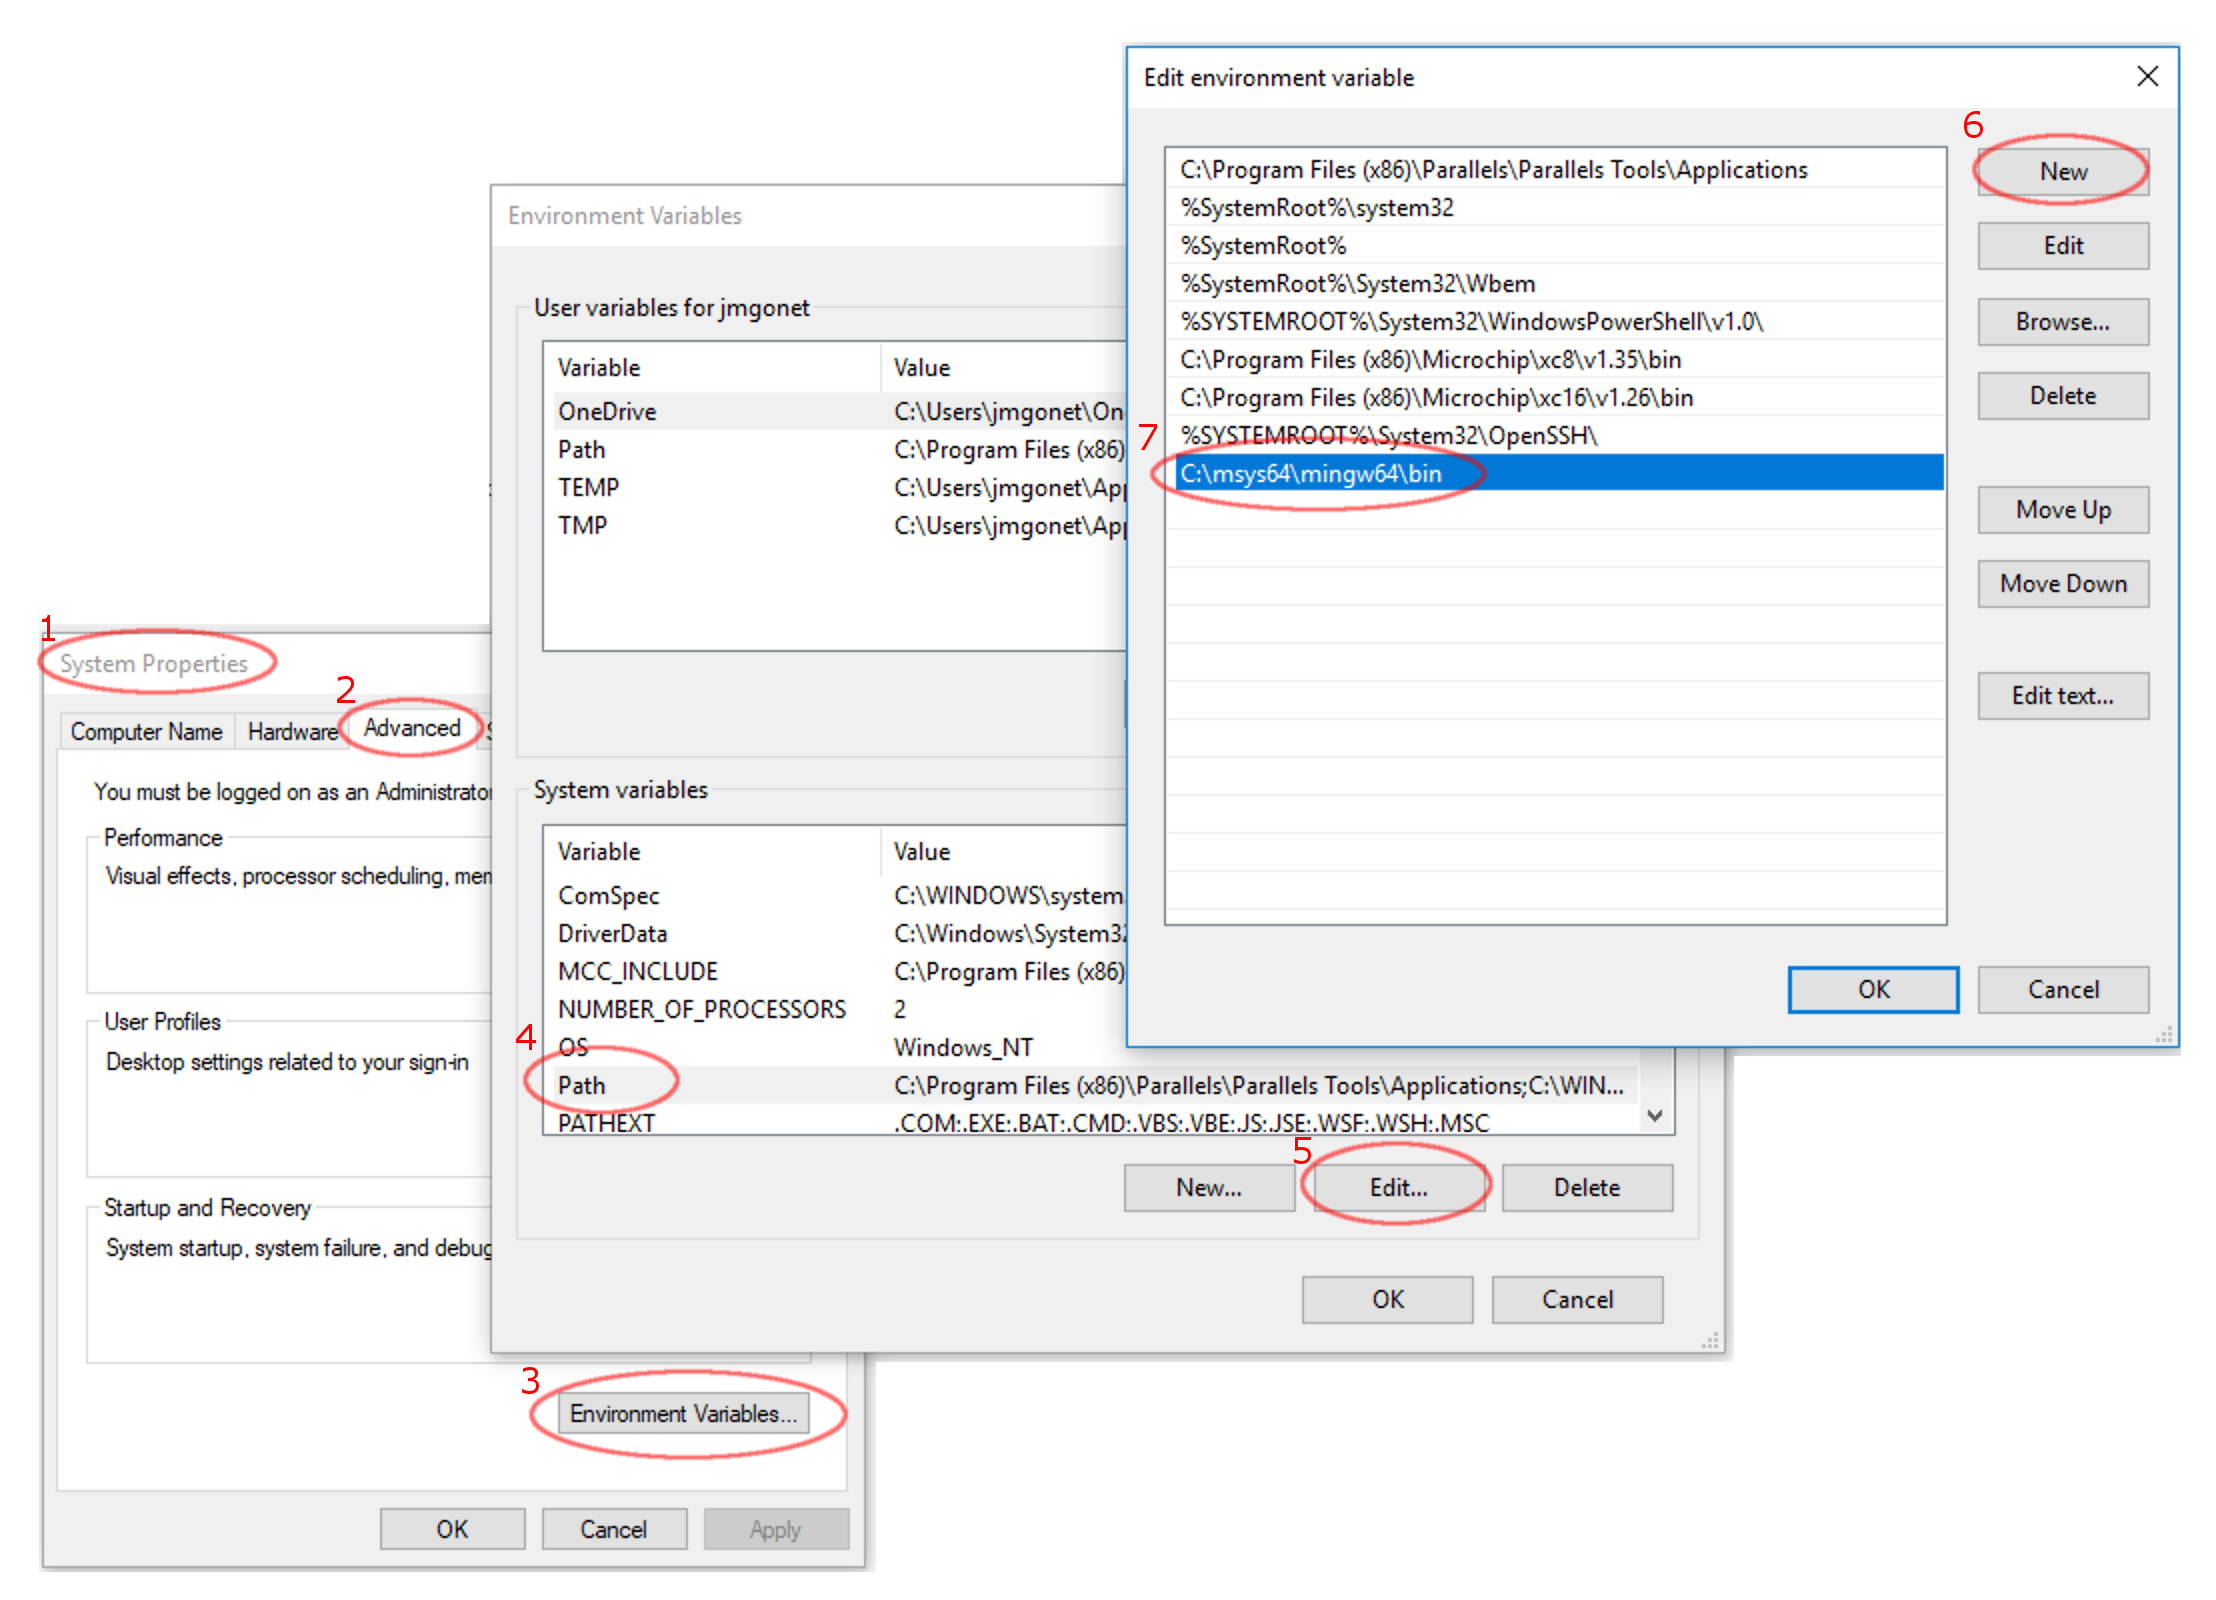 1
System Properties
2
Computer Name
Hardware
Advanced
You must be logged on as an Administrator
Performance
Visual effects, processor scheduling, mem
User Profiles
Desktop settings related to your sign-in
Startup and Recovery
System startup, system failure, and debug
3
Environment Variables...
OK
Cancel
Apply
Environment Variables
User variables for jmgonet
Variable Value
OneDrive C:\Users\jmgonet\On
Path C:\Program Files (x86)
TEMP C:\Users\jmgonet\App
TMP C:\Users\jmgonet\App
System variables
Variable Value
ComSpec C:\WINDOWS\system
DriverData C:\Windows\System32
MCC_INCLUDE C:\Program Files (x86)
NUMBER_OF_PROCESSORS 2
4
OS Windows_NT
Path C:\Program Files (x86)\Parallels\Parallels Tools\Applications;C:\WIN...
PATHEXT .COM;.EXE;.BAT;.CMD;.VBS;.VBE;.JS;.JSE;.WSF;.WSH;.MSC
5
New...
Edit...
Delete
OK
Cancel
Edit environment variable
6
C:\Program Files (x86)\Parallels\Parallels Tools\Applications
%SystemRoot%\system32
%SystemRoot%
%SystemRoot%\System32\Wbem
%SYSTEMROOT%\System32\WindowsPowerShell\v1.0\
C:\Program Files (x86)\Microchip\xc8\v1.35\bin
C:\Program Files (x86)\Microchip\xc16\v1.26\bin
%SYSTEMROOT%\System32\OpenSSH\
7
C:\msys64\mingw64\bin
New
Edit
Browse...
Delete
Move Up
Move Down
Edit text...
OK
Cancel